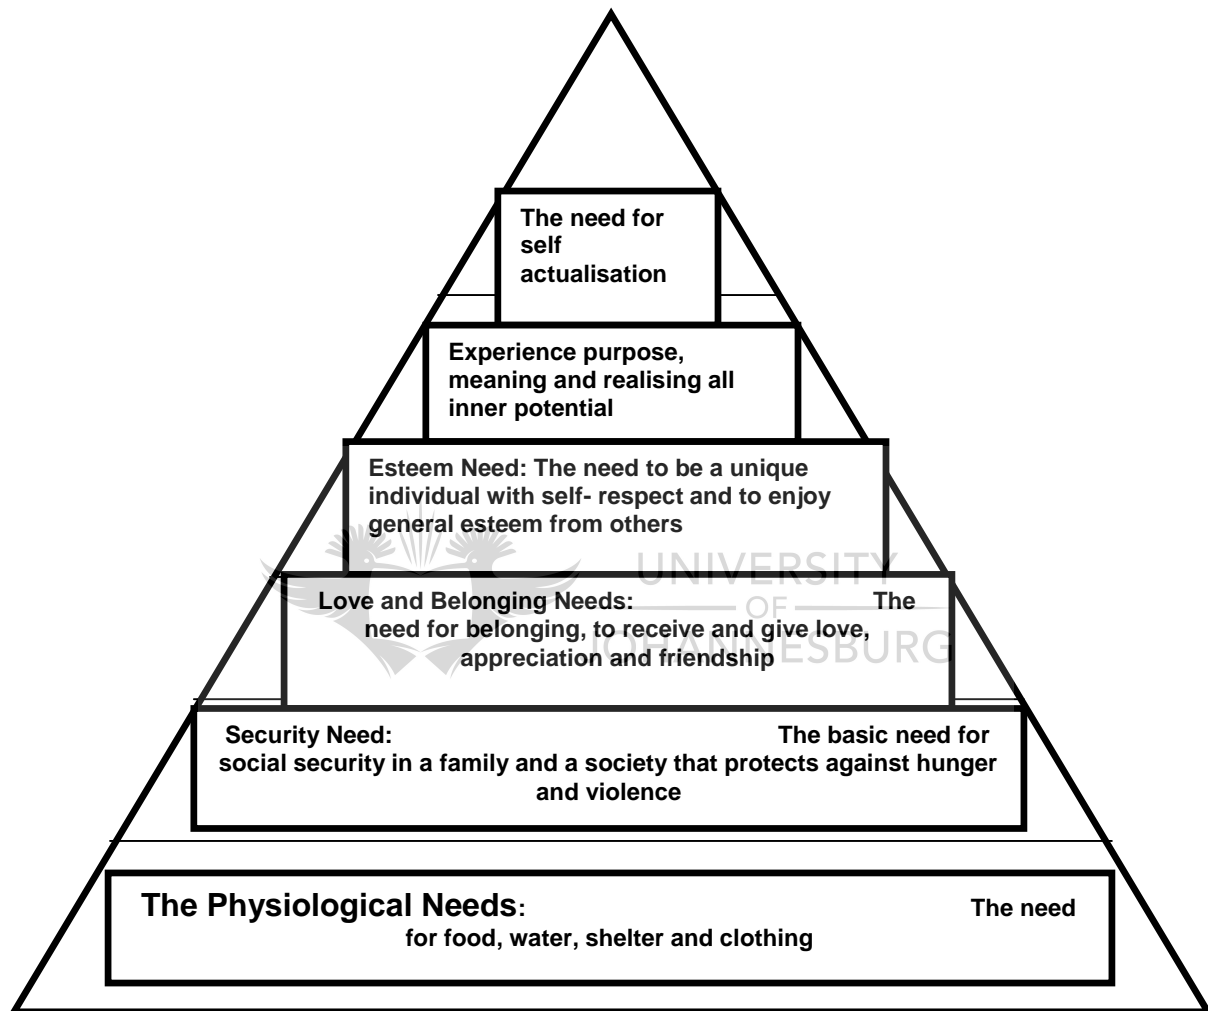 The need for
self
actualisation
Experience purpose,
meaning and realising all
inner potential
Esteem Need: The need to be a unique
individual with self- respect and to enjoy
general esteem from others
UNIVERSITY
OF
JOHANNESBURG
Love and Belonging Needs: The
need for belonging, to receive and give love,
appreciation and friendship
Security Need: The basic need for
social security in a family and a society that protects against hunger
and violence
The Physiological Needs: The need
for food, water, shelter and clothing